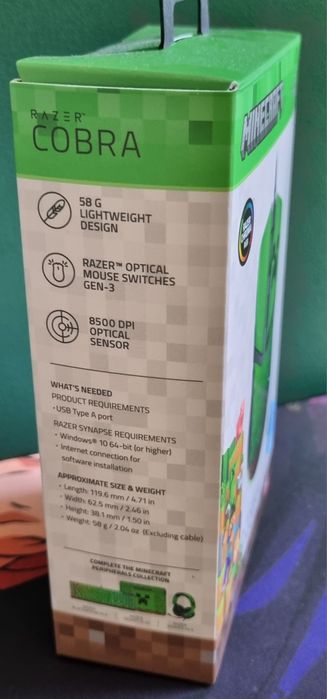 RAZER™
COBRA
MINECRAFT
58 G
LIGHTWEIGHT
DESIGN
RAZER™ OPTICAL
MOUSE SWITCHES
GEN-3
8500 DPI
OPTICAL
SENSOR
WHAT'S NEEDED
PRODUCT REQUIREMENTS
• USB Type A port
RAZER SYNAPSE REQUIREMENTS
• Windows® 10 64-bit (or higher)
• Internet connection for
software installation
APPROXIMATE SIZE & WEIGHT
• Length: 119.6 mm / 4.71 in
• Width: 62.5 mm / 2.46 in
• Height: 38.1 mm / 1.50 in
• Weight: 58 g / 2.04 oz (Excluding cable)
COMPLETE THE MINECRAFT
PERIPHERALS COLLECTION